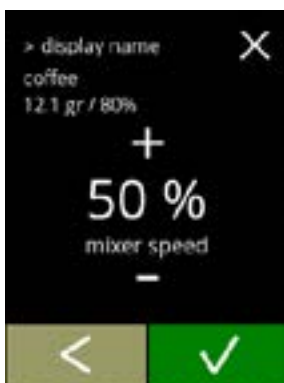 > display name
coffee
12.1 gr / 80%
+
50 %
mixer speed
-